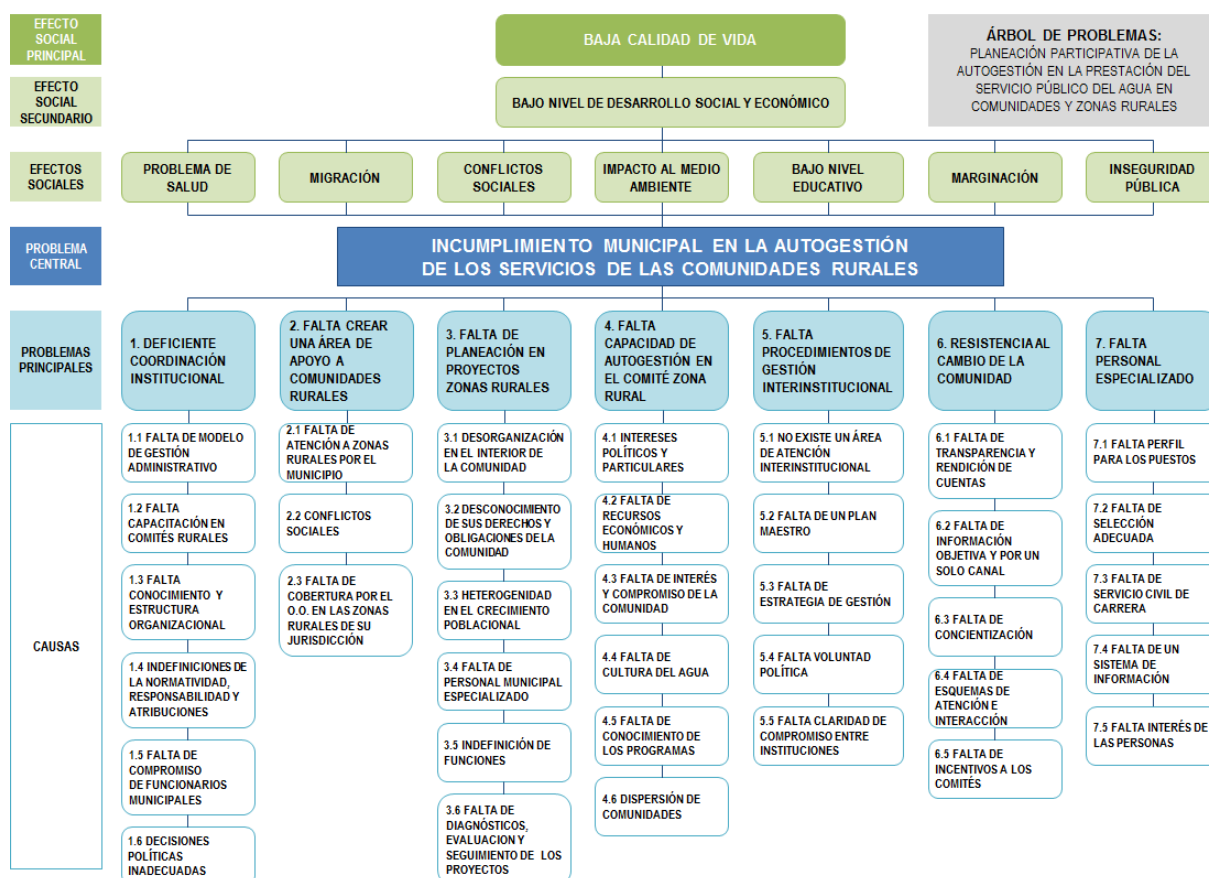 EFECTO
SOCIAL
PRINCIPAL
BAJA CALIDAD DE VIDA
ÁRBOL DE PROBLEMAS:
PLANEACIÓN PARTICIPATIVA DE LA
AUTOGESTIÓN EN LA PRESTACIÓN DEL
SERVICIO PÚBLICO DEL AGUA EN
COMUNIDADES Y ZONAS RURALES
EFECTO
SOCIAL
SECUNDARIO
BAJO NIVEL DE DESARROLLO SOCIAL Y ECONÓMICO
EFECTOS
SOCIALES
PROBLEMA DE
SALUD
MIGRACIÓN
CONFLICTOS
SOCIALES
IMPACTO AL MEDIO
AMBIENTE
BAJO NIVEL
EDUCATIVO
MARGINACIÓN
INSEGURIDAD
PÚBLICA
PROBLEMA
CENTRAL
INCUMPLIMIENTO MUNICIPAL EN LA AUTOGESTIÓN
DE LOS SERVICIOS DE LAS COMUNIDADES RURALES
PROBLEMAS
PRINCIPALES
1. DEFICIENTE
COORDINACIÓN
INSTITUCIONAL
2. FALTA CREAR
UNA ÁREA DE
APOYO A
COMUNIDADES
RURALES
3. FALTA DE
PLANEACIÓN EN
PROYECTOS
ZONAS RURALES
4. FALTA
CAPACIDAD DE
AUTOGESTIÓN EN
EL COMITÉ ZONA
RURAL
5. FALTA
PROCEDIMIENTOS DE
GESTIÓN
INTERINSTITUCIONAL
6. RESISTENCIA AL
CAMBIO DE LA
COMUNIDAD
7. FALTA
PERSONAL
ESPECIALIZADO
CAUSAS
1.1 FALTA DE MODELO
DE GESTIÓN
ADMINISTRATIVO
1.2 FALTA
CAPACITACIÓN EN
COMITÉS RURALES
1.3 FALTA
CONOCIMIENTO Y
ESTRUCTURA
ORGANIZACIONAL
1.4 INDEFINICIONES DE
LA NORMATIVIDAD,
RESPONSABILIDAD Y
ATRIBUCIONES
1.5 FALTA DE
COMPROMISO
DE FUNCIONARIOS
MUNICIPALES
1.6 DECISIONES
POLÍTICAS
INADECUADAS
2.1 FALTA DE
ATENCIÓN A ZONAS
RURALES POR EL
MUNICIPIO
2.2 CONFLICTOS
SOCIALES
2.3 FALTA DE
COBERTURA POR EL
O.O. EN LAS ZONAS
RURALES DE SU
JURISDICCIÓN
3.1 DESORGANIZACIÓN
EN EL INTERIOR DE
LA COMUNIDAD
3.2 DESCONOCIMIENTO
DE SUS DERECHOS Y
OBLIGACIONES DE LA
COMUNIDAD
3.3 HETEROGENIDAD
EN EL CRECIMIENTO
POBLACIONAL
3.4 FALTA DE
PERSONAL MUNICIPAL
ESPECIALIZADO
3.5 INDEFINICIÓN DE
FUNCIONES
3.6 FALTA DE
DIAGNÓSTICOS,
EVALUACION Y
SEGUIMIENTO DE LOS
PROYECTOS
4.1 INTERESES
POLÍTICOS Y
PARTICULARES
4.2 FALTA DE
RECURSOS
ECONÓMICOS Y
HUMANOS
4.3 FALTA DE INTERÉS
Y COMPROMISO DE LA
COMUNIDAD
4.4 FALTA DE
CULTURA DEL AGUA
4.5 FALTA DE
CONOCIMIENTO DE
LOS PROGRAMAS
4.6 DISPERSIÓN DE
COMUNIDADES
5.1 NO EXISTE UN ÁREA
DE ATENCIÓN
INTERINSTITUCIONAL
5.2 FALTA DE UN PLAN
MAESTRO
5.3 FALTA DE
ESTRATEGIA DE GESTIÓN
5.4 FALTA VOLUNTAD
POLÍTICA
5.5 FALTA CLARIDAD DE
COMPROMISO ENTRE
INSTITUCIONES
6.1 FALTA DE
TRANSPARENCIA Y
RENDICIÓN DE
CUENTAS
6.2 FALTA DE
INFORMACIÓN
OBJETIVA Y POR UN
SOLO CANAL
6.3 FALTA DE
CONCIENTIZACIÓN
6.4 FALTA DE
ESQUEMAS DE
ATENCIÓN E
INTERACCIÓN
6.5 FALTA DE
INCENTIVOS A LOS
COMITÉS
7.1 FALTA PERFIL
PARA LOS PUESTOS
7.2 FALTA DE
SELECCIÓN
ADECUADA
7.3 FALTA DE
SERVICIO CIVIL DE
CARRERA
7.4 FALTA DE UN
SISTEMA DE
INFORMACIÓN
7.5 FALTA INTERÉS DE
LAS PERSONAS